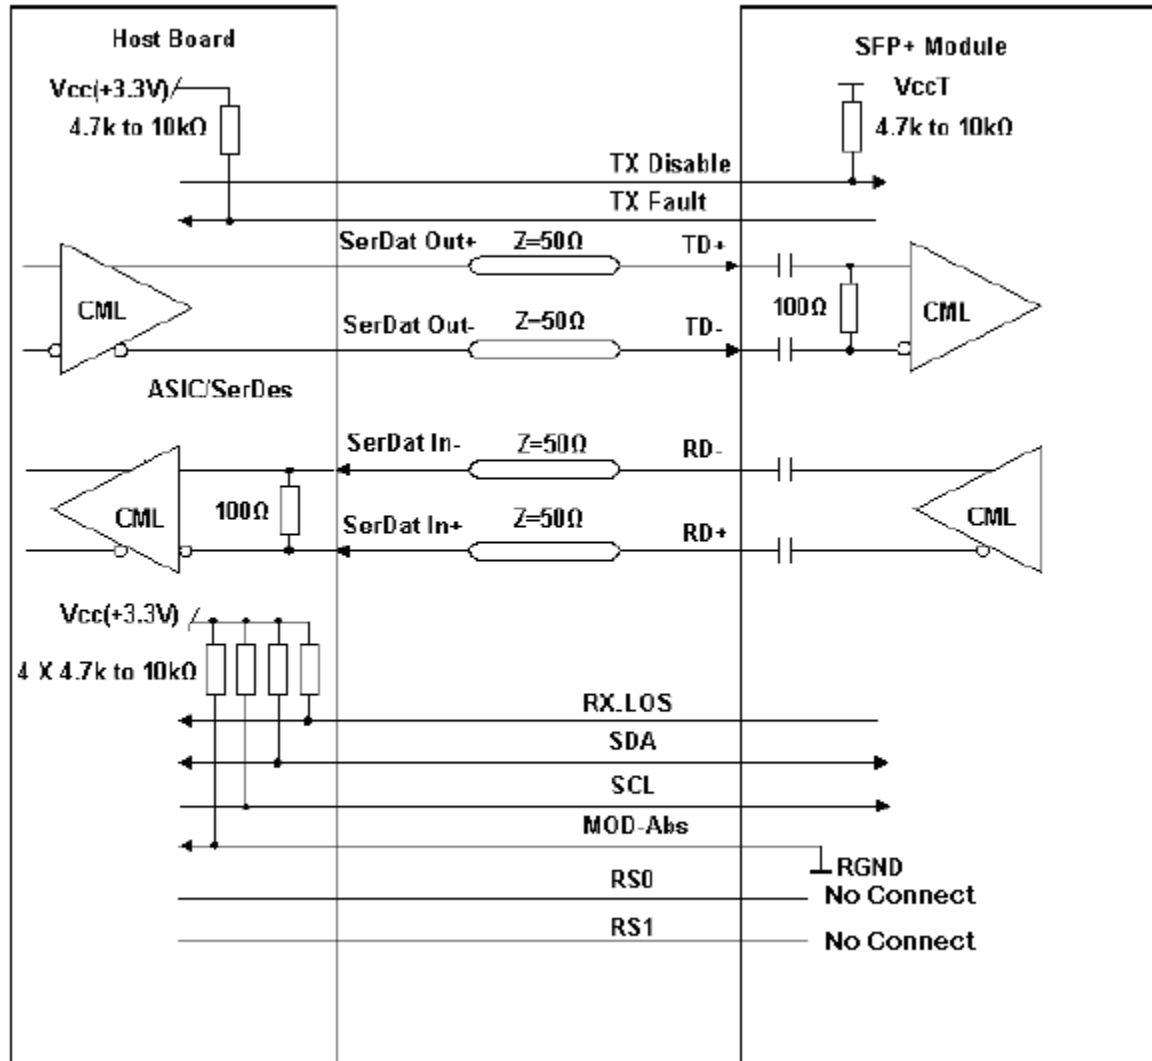 Host Board
SFP+ Module
Vcc(+3.3V)
VccT
4.7k to 10kΩ
4.7k to 10kΩ
TX Disable
TX Fault
SerDat Out+
Z=50Ω
TD+
CML
100Ω
CML
SerDat Out-
Z=50Ω
TD-
ASIC/SerDes
SerDat In-
Z=50Ω
RD-
100Ω
CML
SerDat In+
Z=50Ω
RD+
CML
Vcc(+3.3V)
4 X 4.7k to 10kΩ
RX.LOS
SDA
SCL
MOD-Abs
RGND
RS0
No Connect
RS1
No Connect